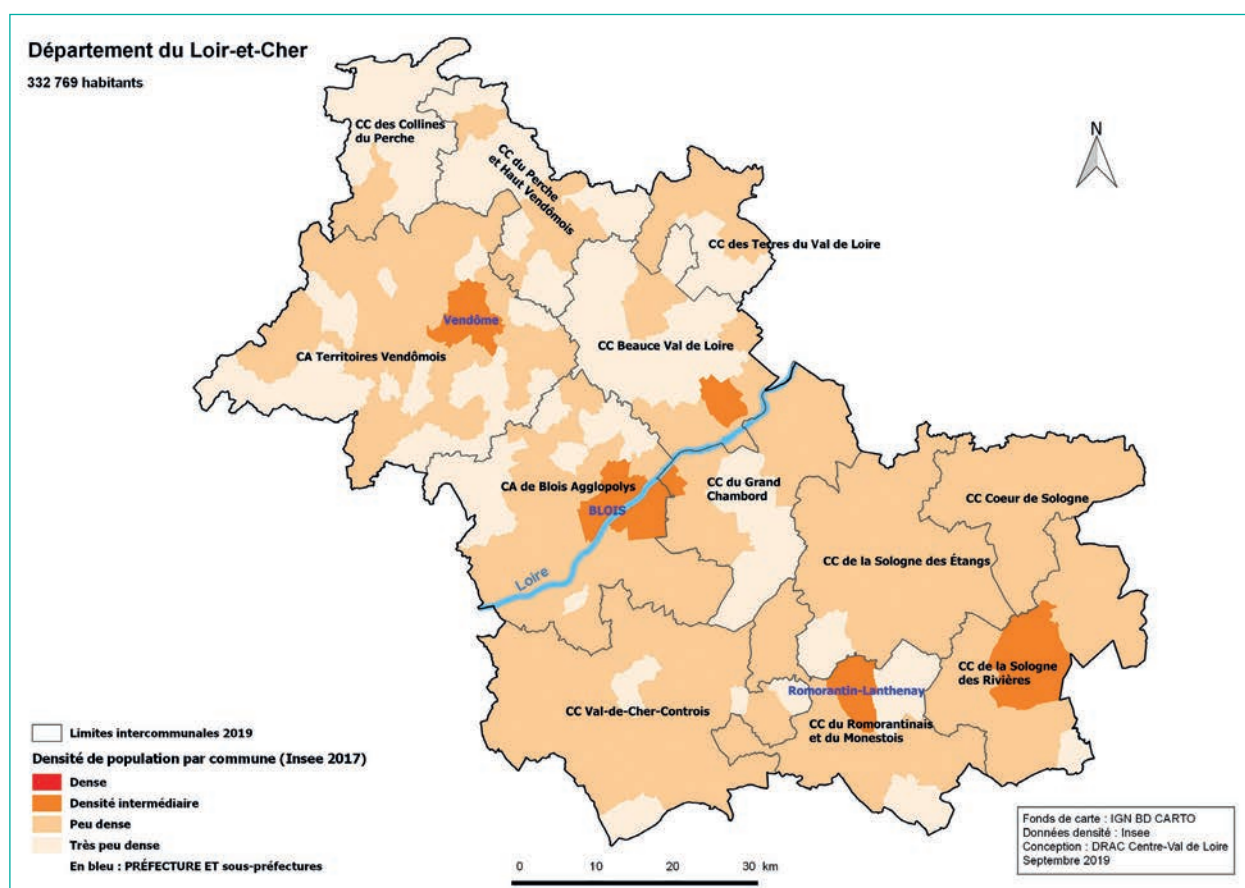 Département du Loir-et-Cher
332 769 habitants
N
CC des Collines
du Perche
CC du Perche
et Haut Vendômois
CC des Terres du Val de Loire
Vendôme
CC Beauce Val de Loire
CA Territoires Vendômois
CA de Blois Agglopolys
BLOIS
CC du Grand
Chambord
CC Coeur de Sologne
CC de la Sologne des Étangs
Loire
CC de la Sologne
des Rivières
Romorantin-Lanthenay
CC Val-de-Cher-Controis
CC du Romorantinais
et du Monestois
Limites intercommunales 2019
Densité de population par commune (Insee 2017)
Dense
Densité intermédiaire
Peu dense
Très peu dense
En bleu : PRÉFECTURE ET sous-préfectures
0 10 20 30 km
Fonds de carte : IGN BD CARTO
Données densité : Insee
Conception : DRAC Centre-Val de Loire
Septembre 2019